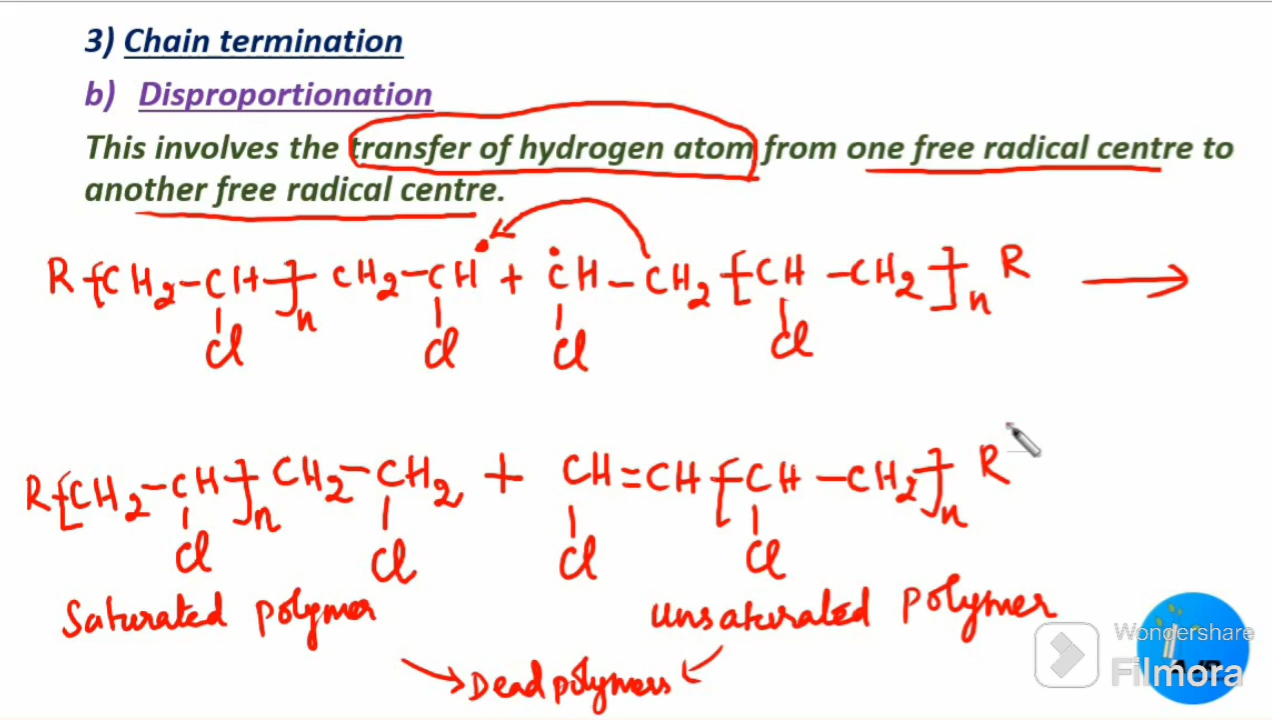 3) Chain termination
b) Disproportionation
This involves the transfer of hydrogen atom from one free radical centre to
another free radical centre.
R[CH₂-CH]ₙ CH₂-CH• + •CH-CH₂[CH-CH₂]ₙ R →
Cl Cl Cl Cl
R[CH₂-CH]ₙ CH₂-CH₂ + CH=CH[CH-CH₂]ₙ R
Cl Cl Cl Cl
Saturated polymer Unsaturated polymer
Dead polymers
Wondershare
Filmora